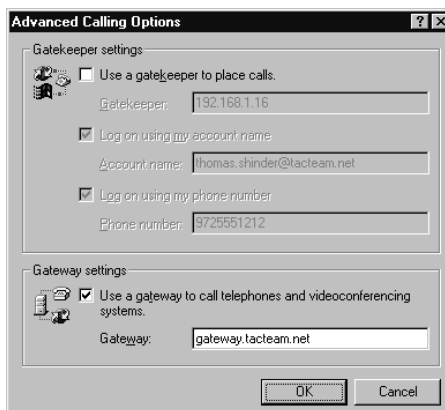 Advanced Calling Options
Gatekeeper settings
Use a gatekeeper to place calls.
Gatekeeper: 192.168.1.16
Log on using my account name
Account name: thomas.shinder@tacteam.net
Log on using my phone number
Phone number: 9725551212
Gateway settings
Use a gateway to call telephones and videoconferencing
systems.
Gateway: gateway.tacteam.net
OK Cancel